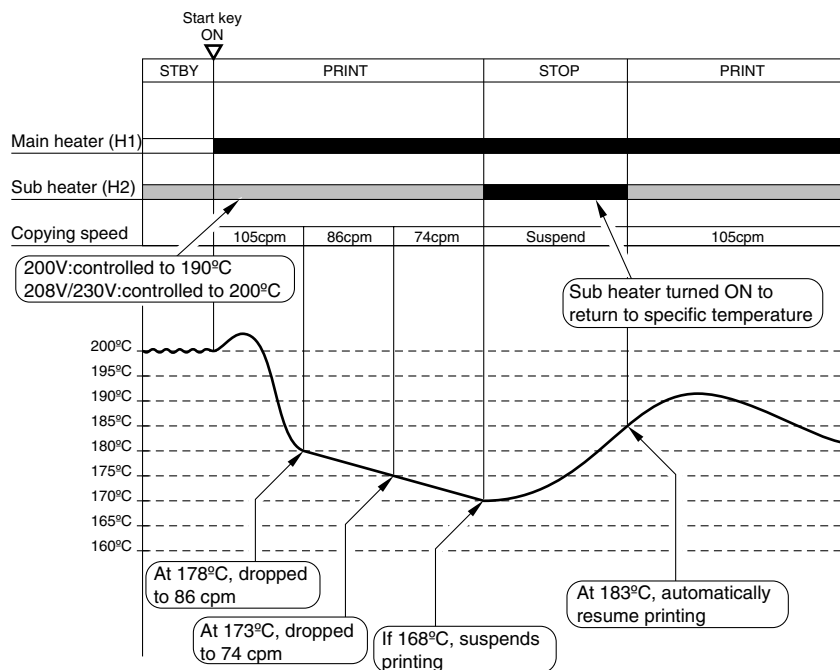 Start key
ON
STBY PRINT STOP PRINT
Main heater (H1)
Sub heater (H2)
Copying speed 105cpm 86cpm 74cpm Suspend 105cpm
200V:controlled to 190ºC
208V/230V:controlled to 200ºC
Sub heater turned ON to
return to specific temperature
200ºC
195ºC
190ºC
185ºC
180ºC
175ºC
170ºC
165ºC
160ºC
At 178ºC, dropped
to 86 cpm
At 173ºC, dropped
to 74 cpm
If 168ºC, suspends
printing
At 183ºC, automatically
resume printing